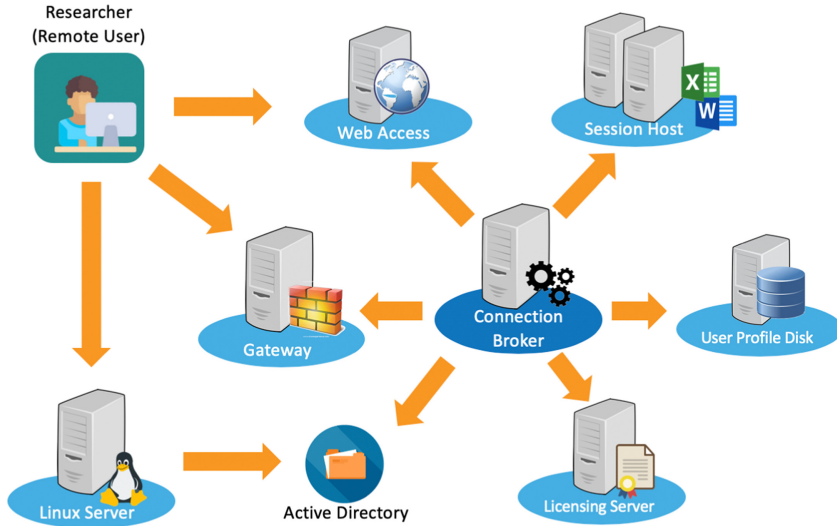 Researcher
(Remote User)
Web Access
Session Host
X
W
Gateway
Connection
Broker
User Profile Disk
Linux Server
Active Directory
Licensing Server